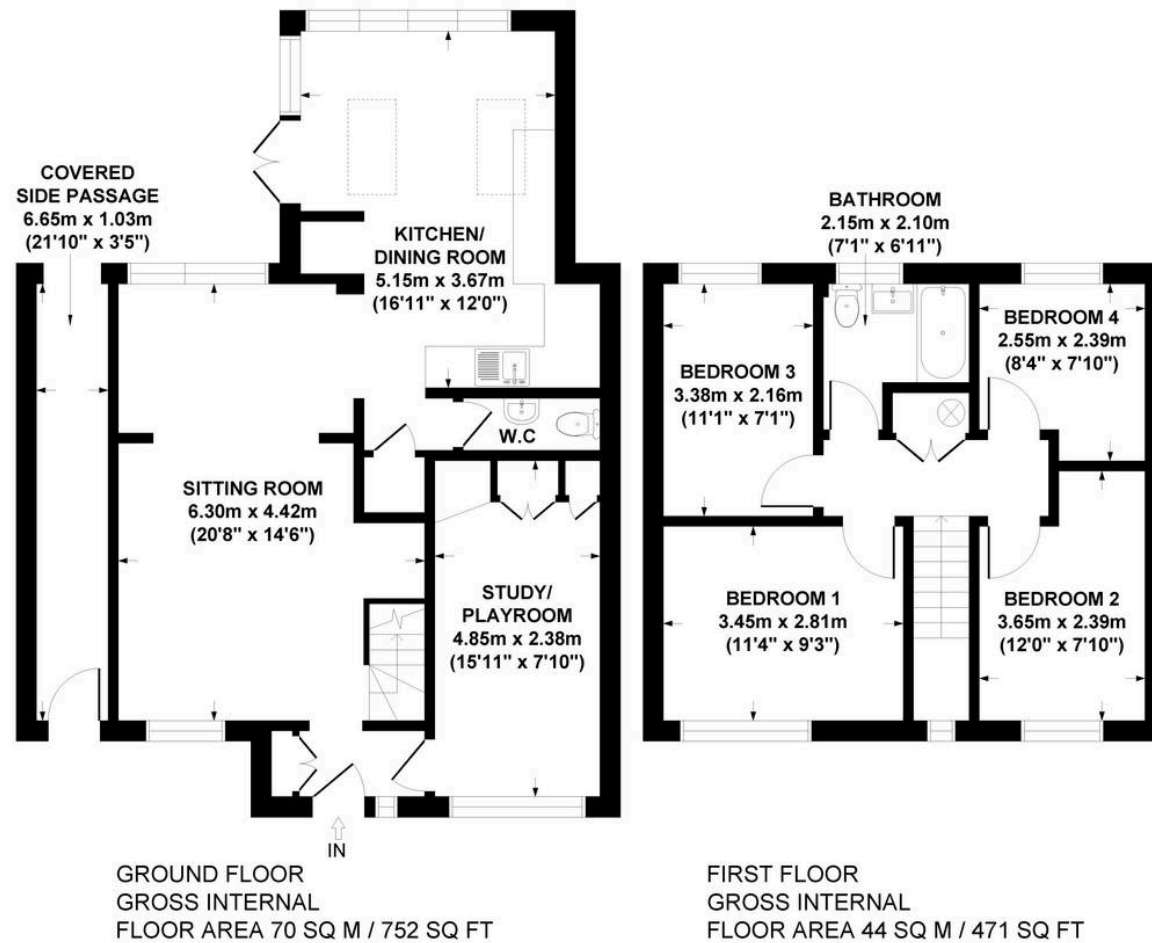 COVERED
SIDE PASSAGE
6.65m x 1.03m
(21'10" x 3'5")
KITCHEN/
DINING ROOM
5.15m x 3.67m
(16'11" x 12'0")
W.C
SITTING ROOM
6.30m x 4.42m
(20'8" x 14'6")
STUDY/
PLAYROOM
4.85m x 2.38m
(15'11" x 7'10")
IN
GROUND FLOOR
GROSS INTERNAL
FLOOR AREA 70 SQ M / 752 SQ FT
BATHROOM
2.15m x 2.10m
(7'1" x 6'11")
BEDROOM 3
3.38m x 2.16m
(11'1" x 7'1")
BEDROOM 4
2.55m x 2.39m
(8'4" x 7'10")
BEDROOM 1
3.45m x 2.81m
(11'4" x 9'3")
BEDROOM 2
3.65m x 2.39m
(12'0" x 7'10")
FIRST FLOOR
GROSS INTERNAL
FLOOR AREA 44 SQ M / 471 SQ FT